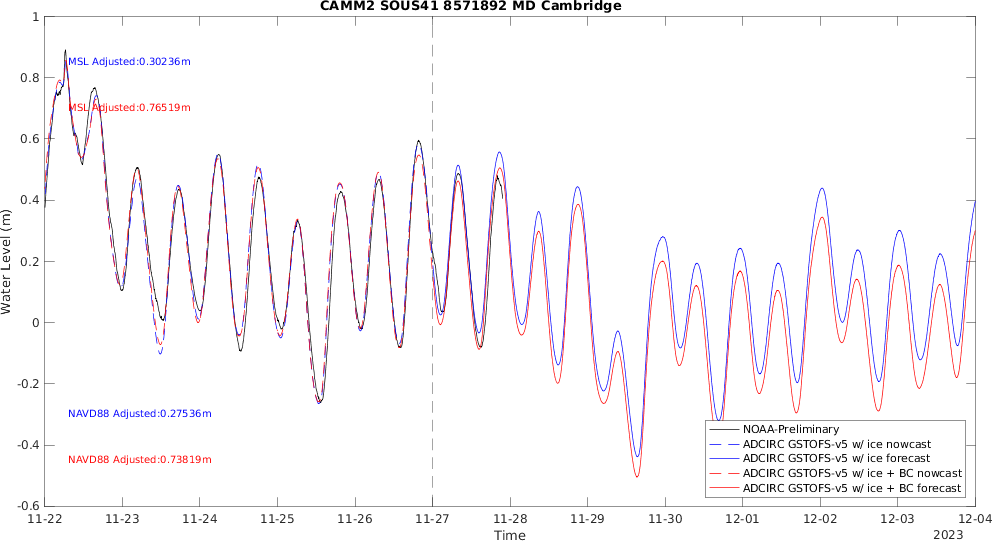 CAMM2 SOUS41 8571892 MD Cambridge
1
0.8
0.6
0.4
0.2
0
-0.2
-0.4
-0.6
Water Level (m)
MSL Adjusted:0.30236m
MSL Adjusted:0.76519m
NAVD88 Adjusted:0.27536m
NAVD88 Adjusted:0.73819m
NOAA-Preliminary
ADCIRC GSTOFS-v5 w/ ice nowcast
ADCIRC GSTOFS-v5 w/ ice forecast
ADCIRC GSTOFS-v5 w/ ice + BC nowcast
ADCIRC GSTOFS-v5 w/ ice + BC forecast
11-22 11-23 11-24 11-25 11-26 11-27 11-28 11-29 11-30 12-01 12-02 12-03 12-04
Time
2023